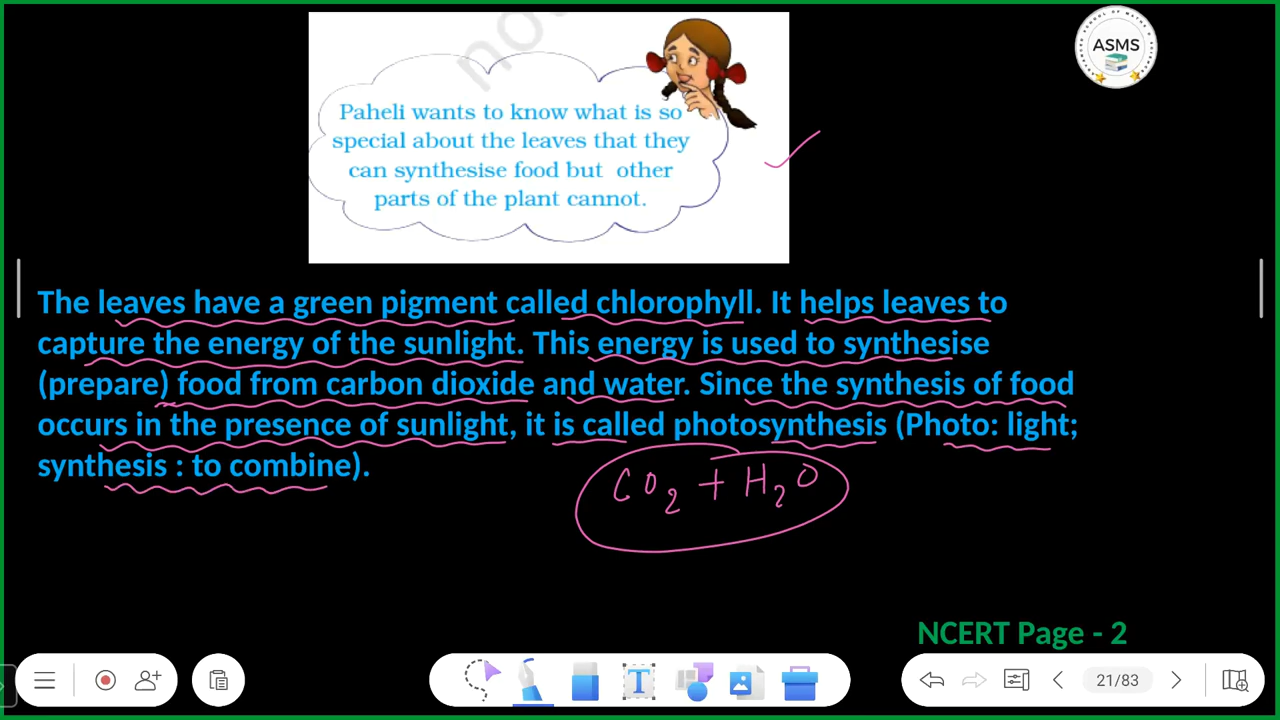 ASMS
Paheli wants to know what is so
special about the leaves that they
can synthesise food but other
parts of the plant cannot.
The leaves have a green pigment called chlorophyll. It helps leaves to
capture the energy of the sunlight. This energy is used to synthesise
(prepare) food from carbon dioxide and water. Since the synthesis of food
occurs in the presence of sunlight, it is called photosynthesis (Photo: light;
synthesis : to combine).
CO2 + H2O
NCERT Page - 2
T
21/83